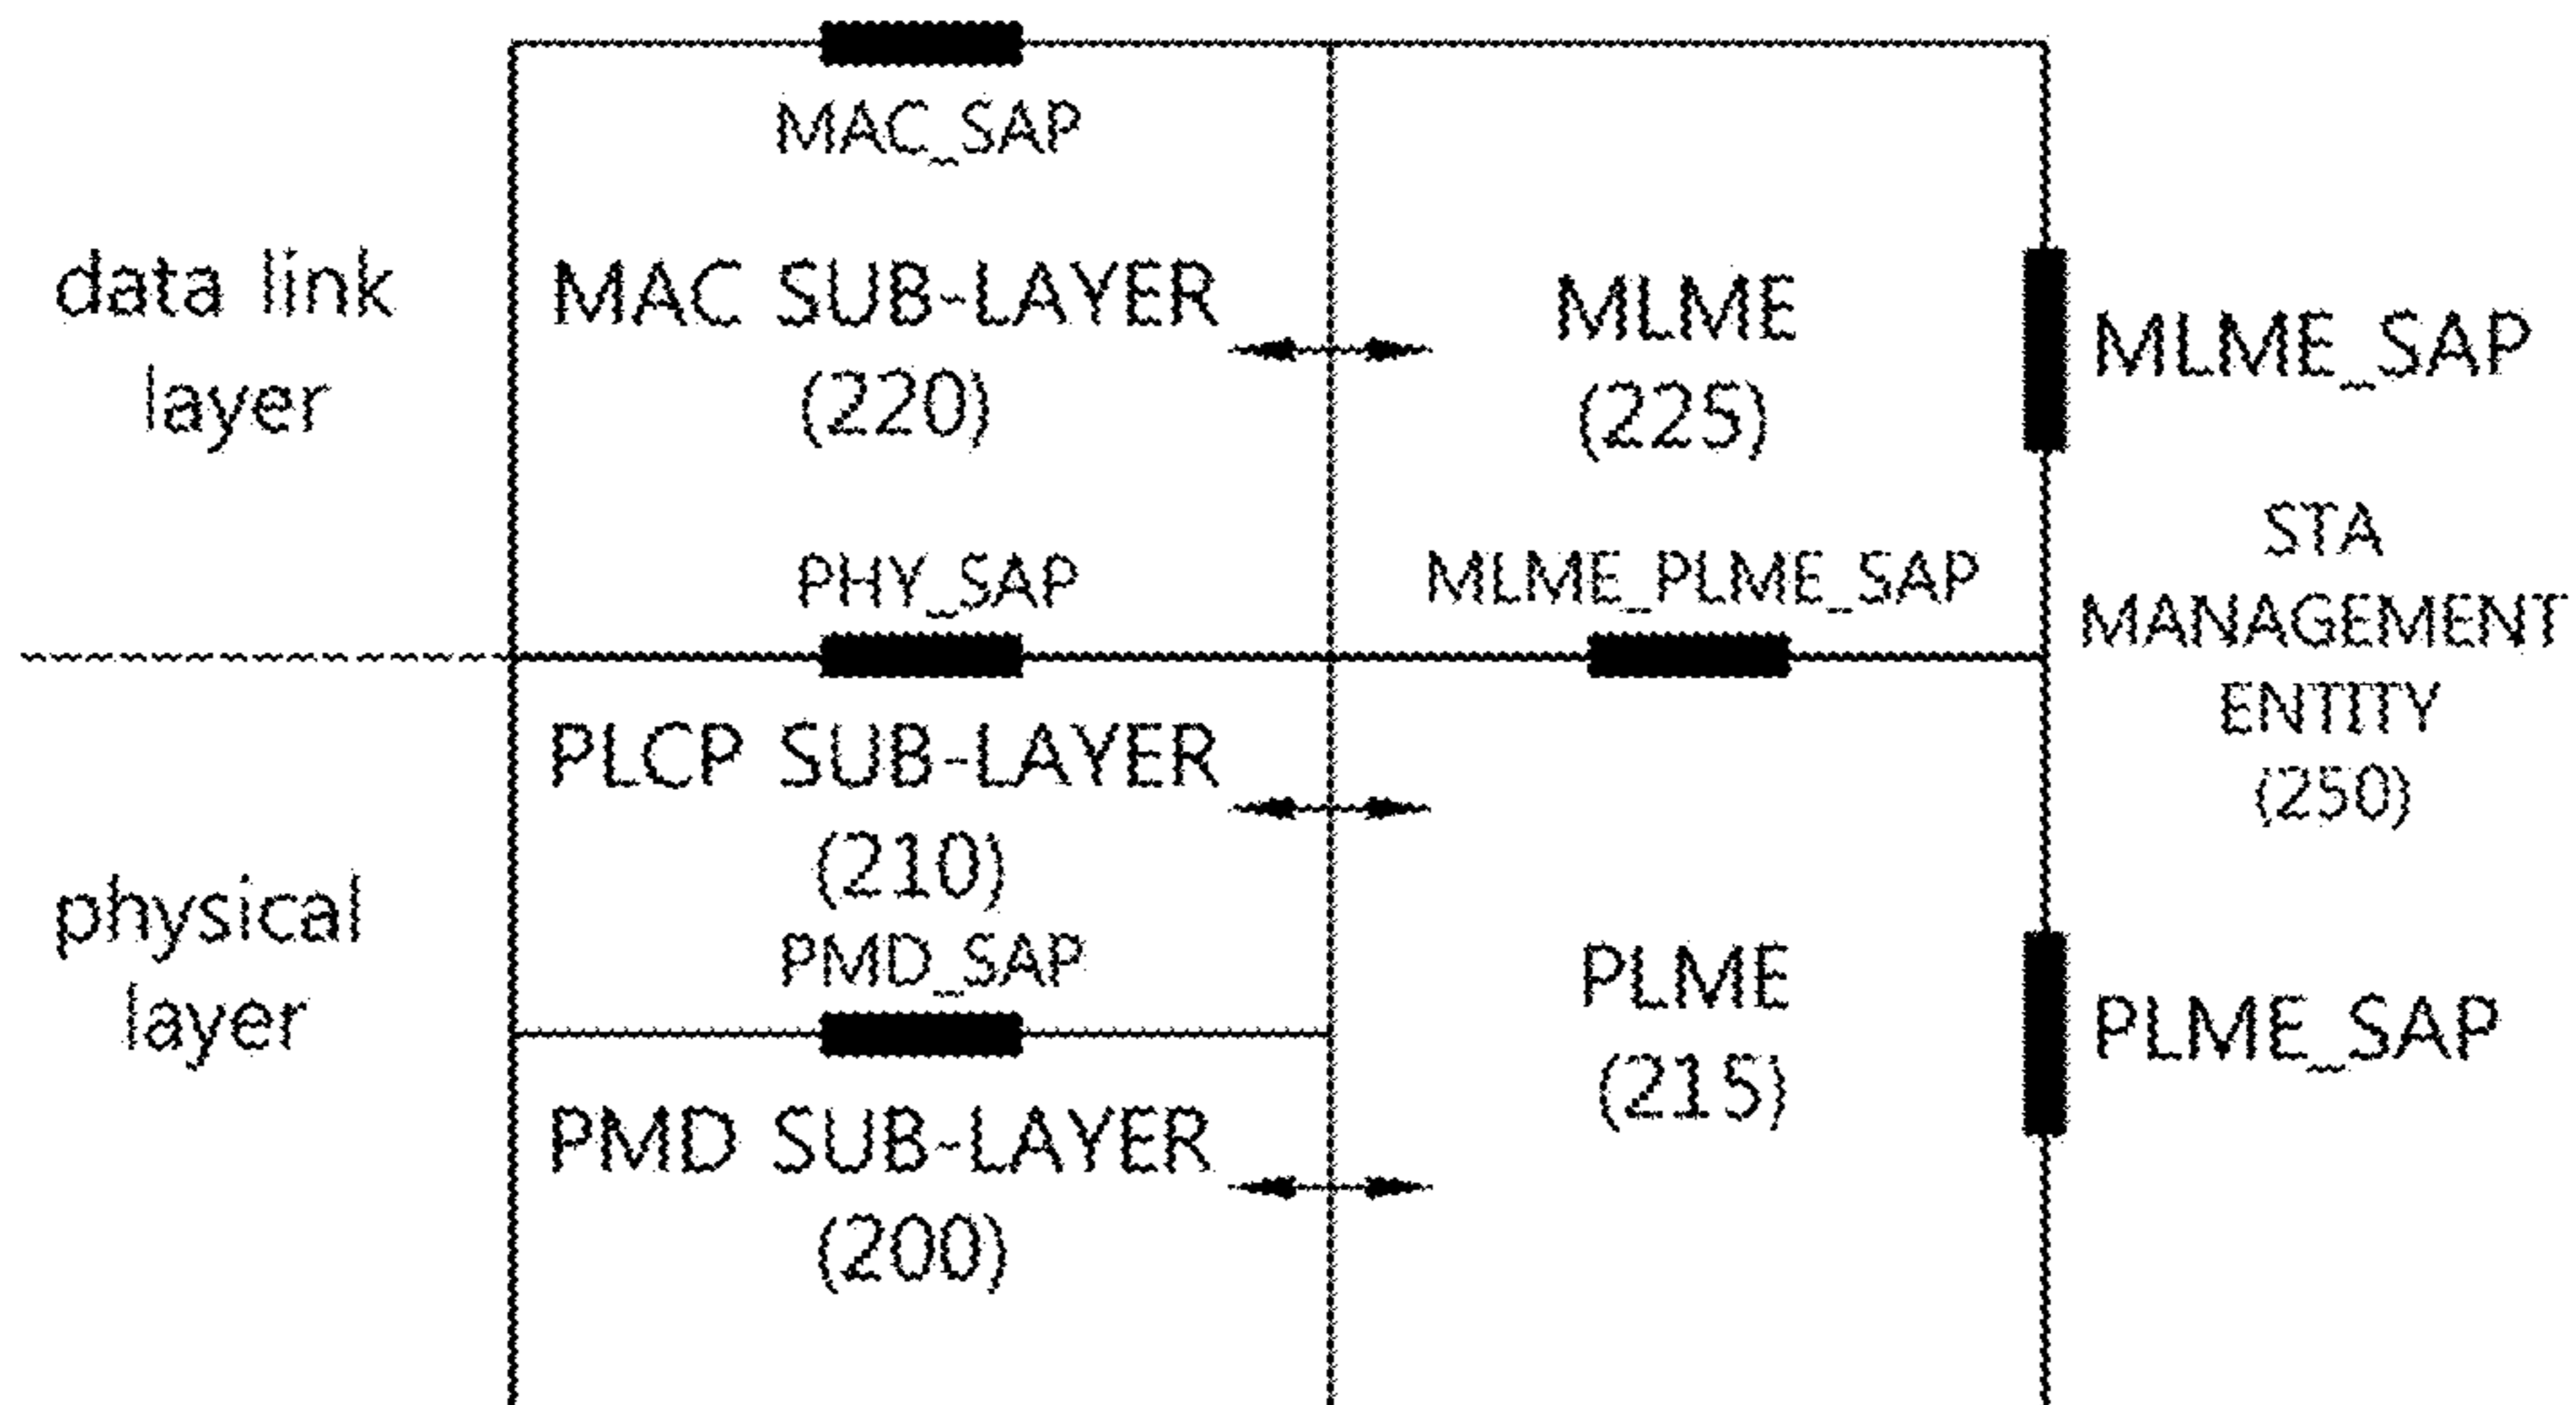 MAC_SAP
data link
layer
MAC SUB-LAYER
(220)
MLME
(225)
MLME_SAP
PHY_SAP
MLME_PLME_SAP
STA
MANAGEMENT
ENTITY
(250)
PLCP SUB-LAYER
(210)
physical
layer
PMD_SAP
PLME
(215)
PLME_SAP
PMD SUB-LAYER
(200)